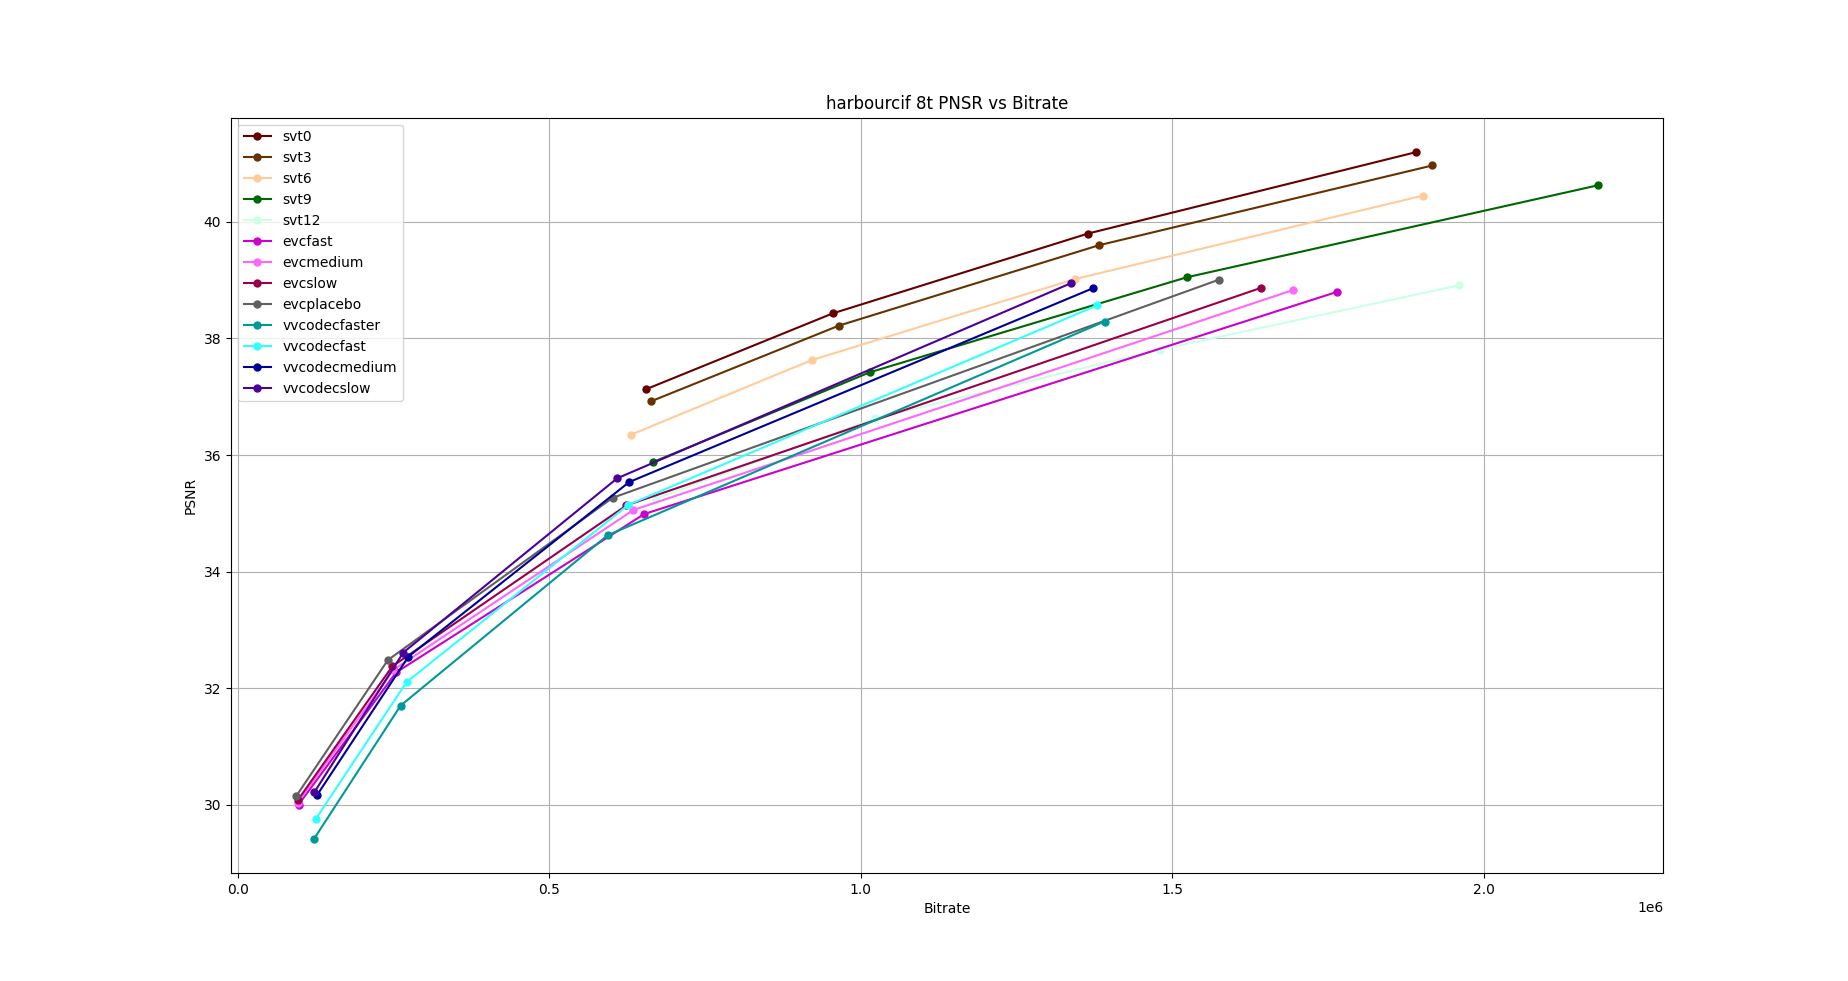 harbourcif 8t PNSR vs Bitrate
svt0
svt3
svt6
svt9
svt12
evcfast
evcmedium
evcslow
evcplacebo
vvcodecfaster
vvcodecfast
vvcodecmedium
vvcodecslow
PSNR
40
38
36
34
32
30
0.0 0.5 1.0 1.5 2.0
Bitrate
1e6